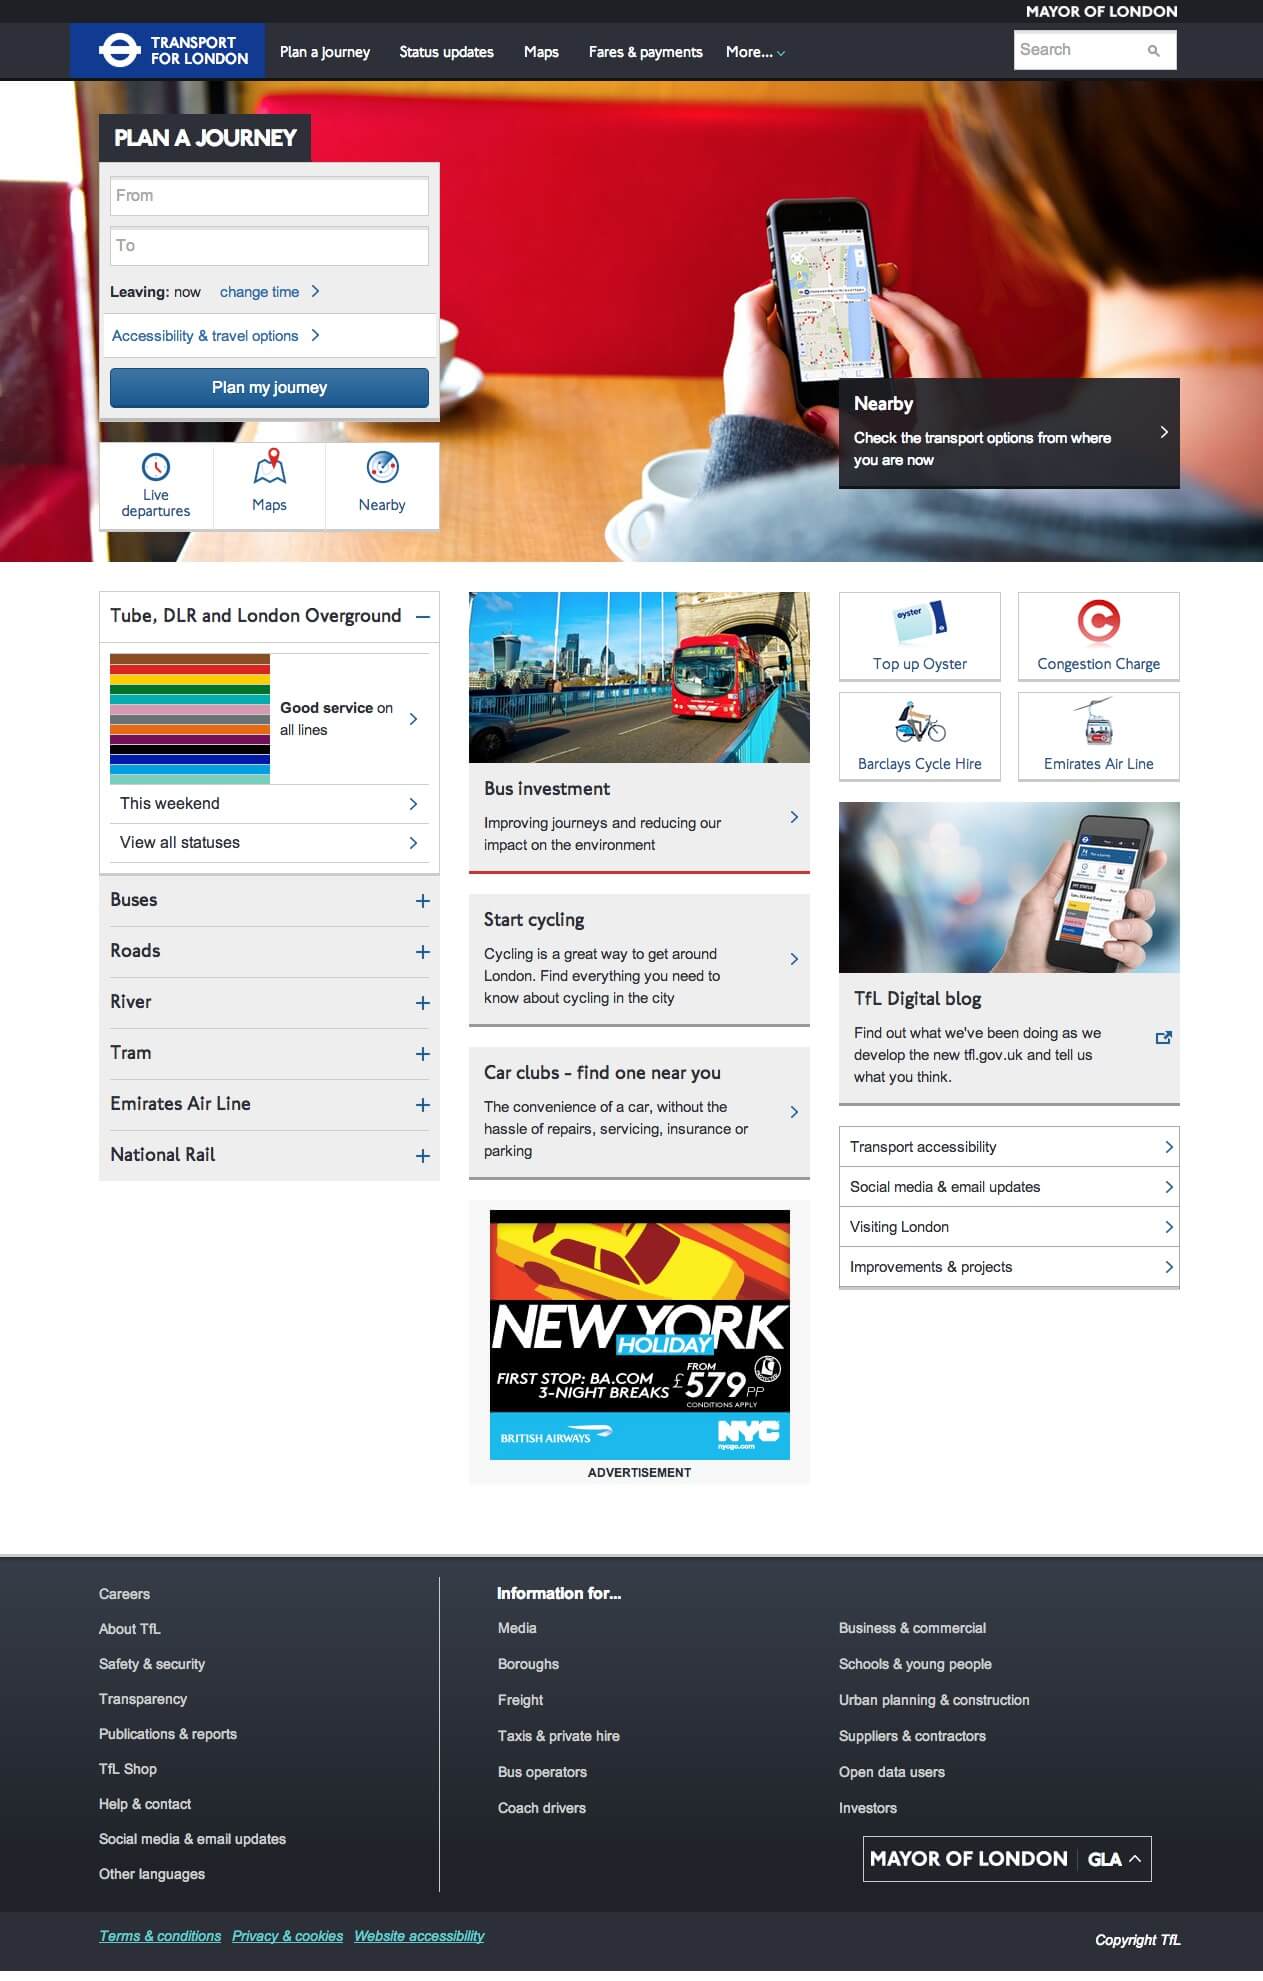 MAYOR OF LONDON
TRANSPORT
FOR LONDON
Plan a journey
Status updates
Maps
Fares & payments
More...
Search
PLAN A JOURNEY
From
To
Leaving: now change time
Accessibility & travel options
Plan my journey
Live
departures
Maps
Nearby
Nearby
Check the transport options from where
you are now
Tube, DLR and London Overground
Good service on
all lines
This weekend
View all statuses
Buses
Roads
River
Tram
Emirates Air Line
National Rail
Bus investment
Improving journeys and reducing our
impact on the environment
Start cycling
Cycling is a great way to get around
London. Find everything you need to
know about cycling in the city
Car clubs - find one near you
The convenience of a car, without the
hassle of repairs, servicing, insurance or
parking
NEW YORK
HOLIDAY
FIRST STOP: BA.COM
3-NIGHT BREAKS
FROM
£579PP
CONDITIONS APPLY
BRITISH AIRWAYS
NYC
nycgo.com
ADVERTISEMENT
oyster
Top up Oyster
Congestion Charge
Barclays Cycle Hire
Emirates Air Line
TfL Digital blog
Find out what we've been doing as we
develop the new tfl.gov.uk and tell us
what you think.
Transport accessibility
Social media & email updates
Visiting London
Improvements & projects
Careers
About TfL
Safety & security
Transparency
Publications & reports
TfL Shop
Help & contact
Social media & email updates
Other languages
Information for...
Media
Boroughs
Freight
Taxis & private hire
Bus operators
Coach drivers
Business & commercial
Schools & young people
Urban planning & construction
Suppliers & contractors
Open data users
Investors
MAYOR OF LONDON GLA
Terms & conditions Privacy & cookies Website accessibility
Copyright TfL